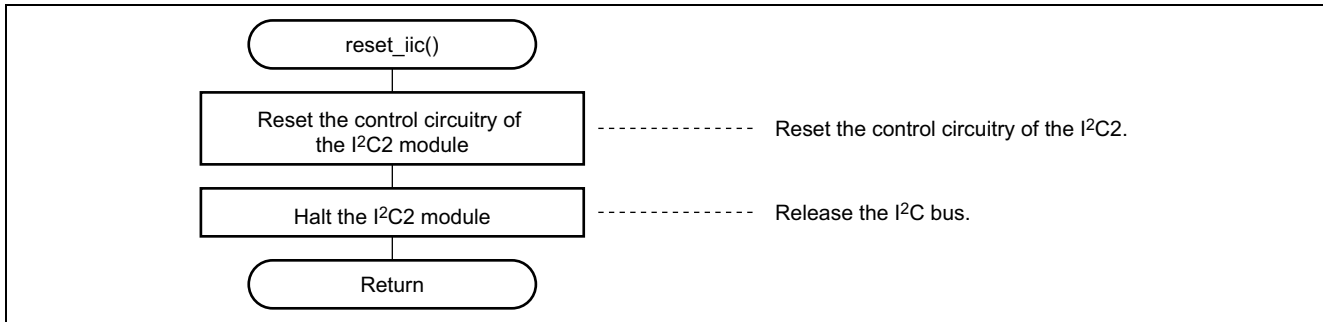 reset_iic()
Reset the control circuitry of
the I²C2 module
Reset the control circuitry of the I²C2.
Halt the I²C2 module
Release the I²C bus.
Return